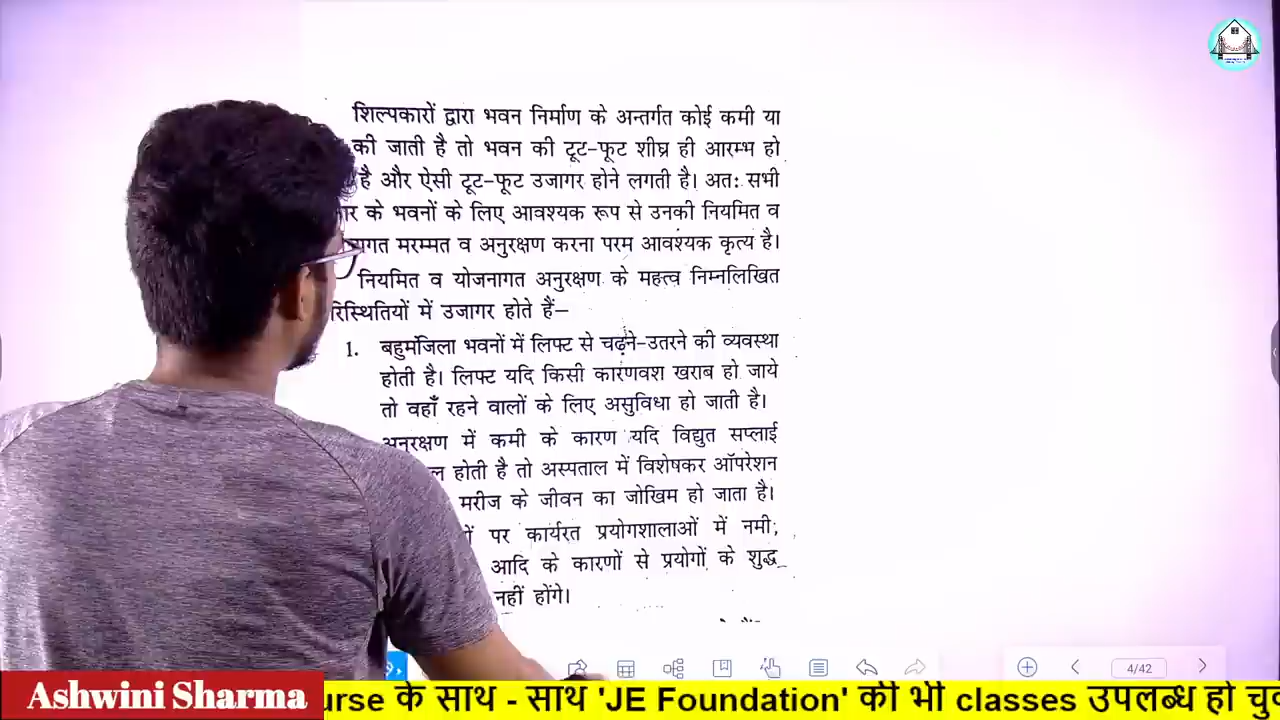 शिल्पकारों द्वारा भवन निर्माण के अन्तर्गत कोई कमी या
की जाती है तो भवन की टूट-फूट शीघ्र ही आरम्भ हो
है और ऐसी टूट-फूट उजागर होने लगती है। अतः सभी
के भवनों के लिए आवश्यक रूप से उनकी नियमित व
मरम्मत व अनुरक्षण करना परम आवश्यक कृत्य है।
नियमित व योजनागत अनुरक्षण के महत्व निम्नलिखित
रिस्थितियों में उजागर होते हैं–
1. बहुमंजिला भवनों में लिफ्ट से चढ़ने-उतरने की व्यवस्था
होती है। लिफ्ट यदि किसी कारणवश खराब हो जाये
तो वहाँ रहने वालों के लिए असुविधा हो जाती है।
अनुरक्षण में कमी के कारण यदि विद्युत सप्लाई
होती है तो अस्पताल में विशेषकर ऑपरेशन
मरीज के जीवन का जोखिम हो जाता है।
पर कार्यरत प्रयोगशालाओं में नमी,
आदि के कारणों से प्रयोगों के शुद्ध
नहीं होंगे।
4/42
Ashwini Sharma
urse के साथ - साथ 'JE Foundation' की भी classes उपलब्ध हो चु